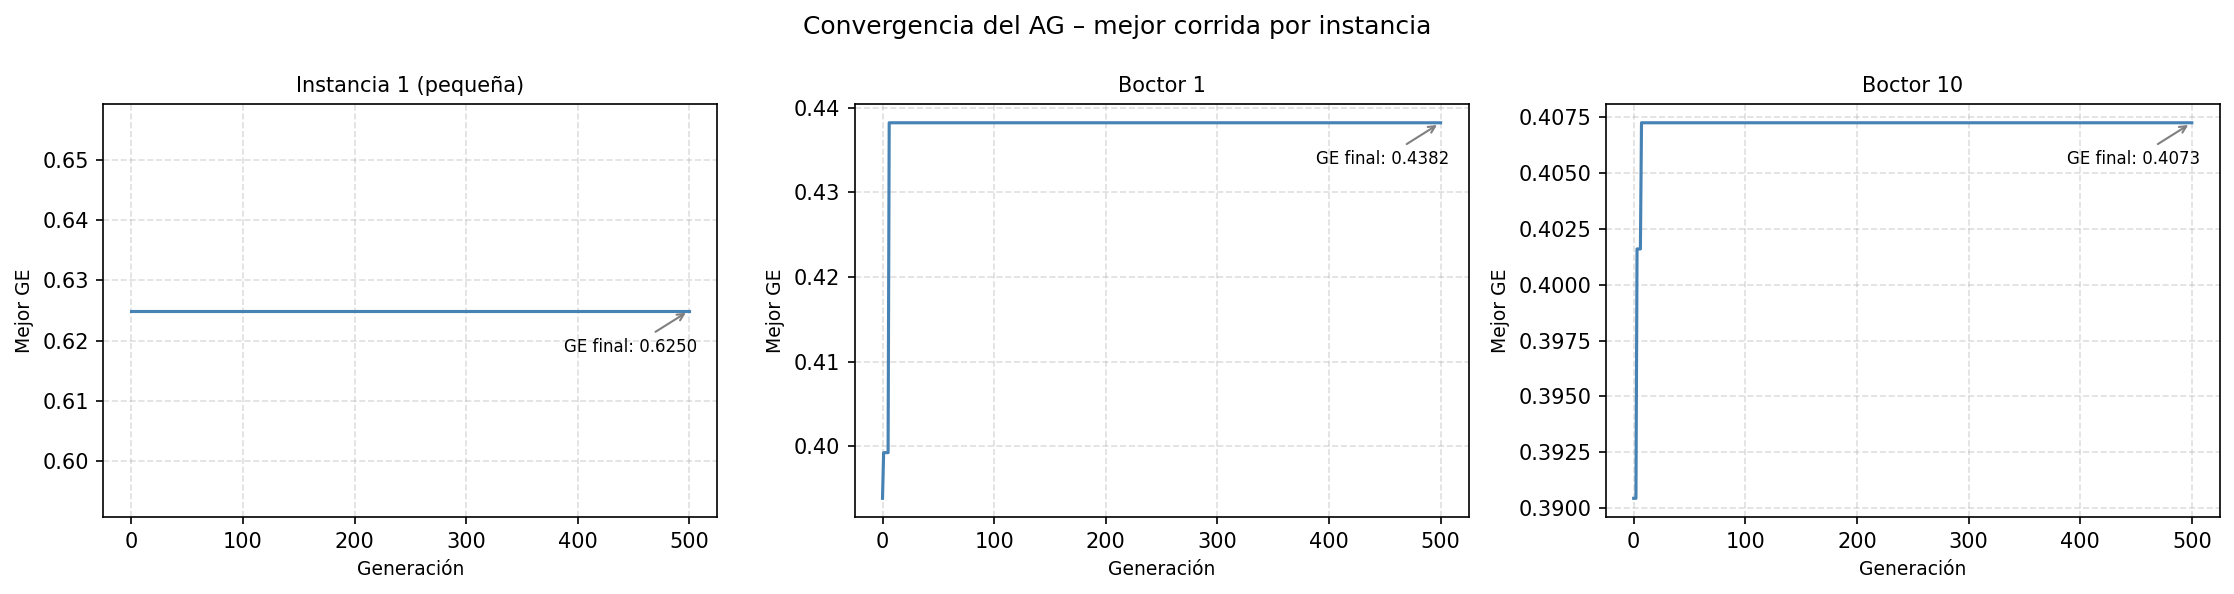 Convergencia del AG – mejor corrida por instancia
Instancia 1 (pequeña)
Mejor GE
0.65
0.64
0.63
0.62
0.61
0.60
GE final: 0.6250
0 100 200 300 400 500
Generación
Boctor 1
Mejor GE
0.44
0.43
0.42
0.41
0.40
GE final: 0.4382
0 100 200 300 400 500
Generación
Boctor 10
Mejor GE
0.4075
0.4050
0.4025
0.4000
0.3975
0.3950
0.3925
0.3900
GE final: 0.4073
0 100 200 300 400 500
Generación